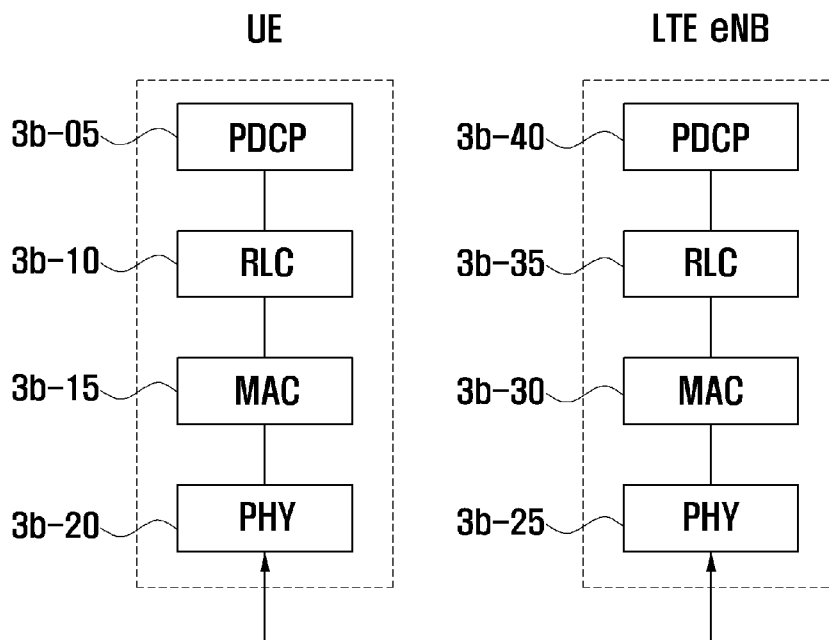 UE
LTE eNB
3b-05
PDCP
3b-40
PDCP
3b-10
RLC
3b-35
RLC
3b-15
MAC
3b-30
MAC
3b-20
PHY
3b-25
PHY